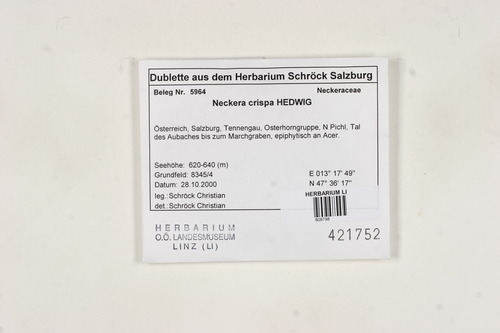 Dublette aus dem Herbarium Schröck Salzburg
Beleg Nr. 5964 Neckeraceae
Neckera crispa HEDWIG
Österreich, Salzburg, Tennengau, Osterhorngruppe, N Pichl, Tal
des Aubaches bis zum Marchgraben, epiphytisch an Acer.
Seehöhe: 620-640 (m)
Grundfeld: 8345/4 E 013° 17' 49"
Datum: 28.10.2000 N 47° 36' 17"
leg.:Schröck Christian
det.:Schröck Christian
HERBARIUM LI
HERBARIUM
O.Ö. LANDESMUSEUM
LINZ (LI)
421752